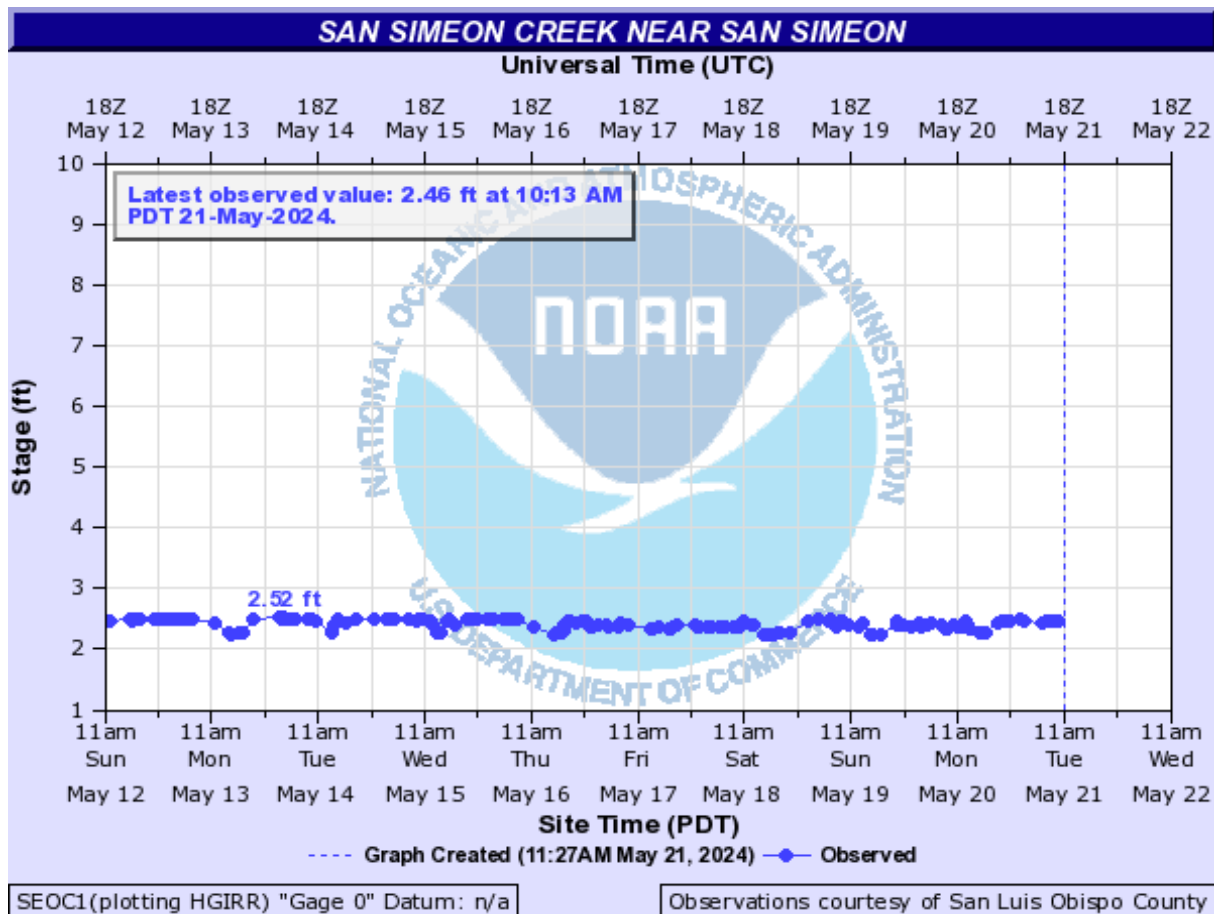 SAN SIMEON CREEK NEAR SAN SIMEON
Universal Time (UTC)
18Z 18Z 18Z 18Z 18Z 18Z 18Z 18Z 18Z 18Z 18Z
May 12 May 13 May 14 May 15 May 16 May 17 May 18 May 19 May 20 May 21 May 22
Latest observed value: 2.46 ft at 10:13 AM
PDT 21-May-2024.
NATIONAL OCEANIC AND ATMOSPHERIC ADMINISTRATION
NOAA
U.S. DEPARTMENT OF COMMERCE
Stage (ft)
10
9
8
7
6
5
4
3
2
1
2.52 ft
11am 11am 11am 11am 11am 11am 11am 11am 11am 11am 11am
Sun Mon Tue Wed Thu Fri Sat Sun Mon Tue Wed
May 12 May 13 May 14 May 15 May 16 May 17 May 18 May 19 May 20 May 21 May 22
Site Time (PDT)
Graph Created (11:27AM May 21, 2024) Observed
SEOC1(plotting HGIRR) "Gage 0" Datum: n/a
Observations courtesy of San Luis Obispo County